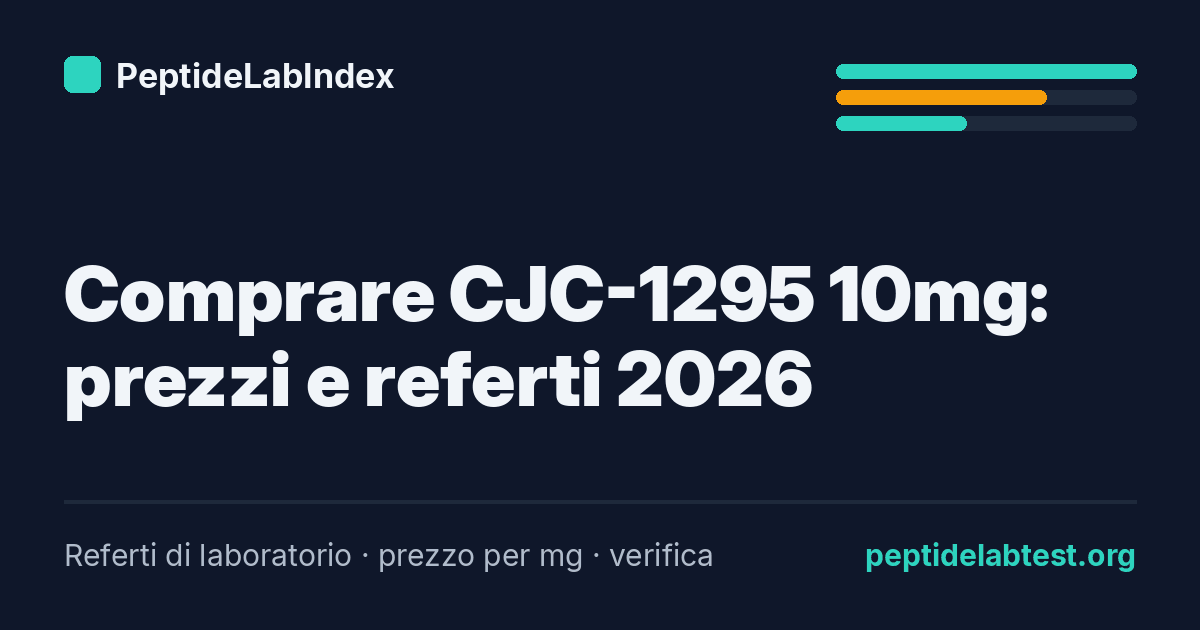 PeptideLabIndex
Comprare CJC-1295 10mg:
prezzi e referti 2026
Referti di laboratorio · prezzo per mg · verifica
peptidelabtest.org